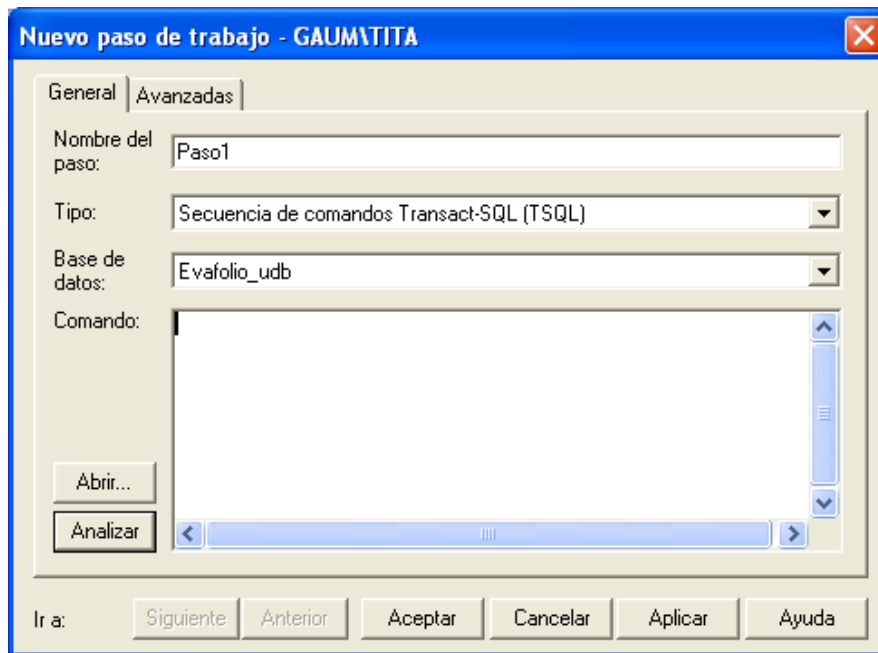 Nuevo paso de trabajo - GAUM\TITA
General
Avanzadas
Nombre del
paso:
Paso1
Tipo:
Secuencia de comandos Transact-SQL (TSQL)
Base de
datos:
Evafolio_udb
Comando:
Abrir...
Analizar
Ir a:
Siguiente
Anterior
Aceptar
Cancelar
Aplicar
Ayuda